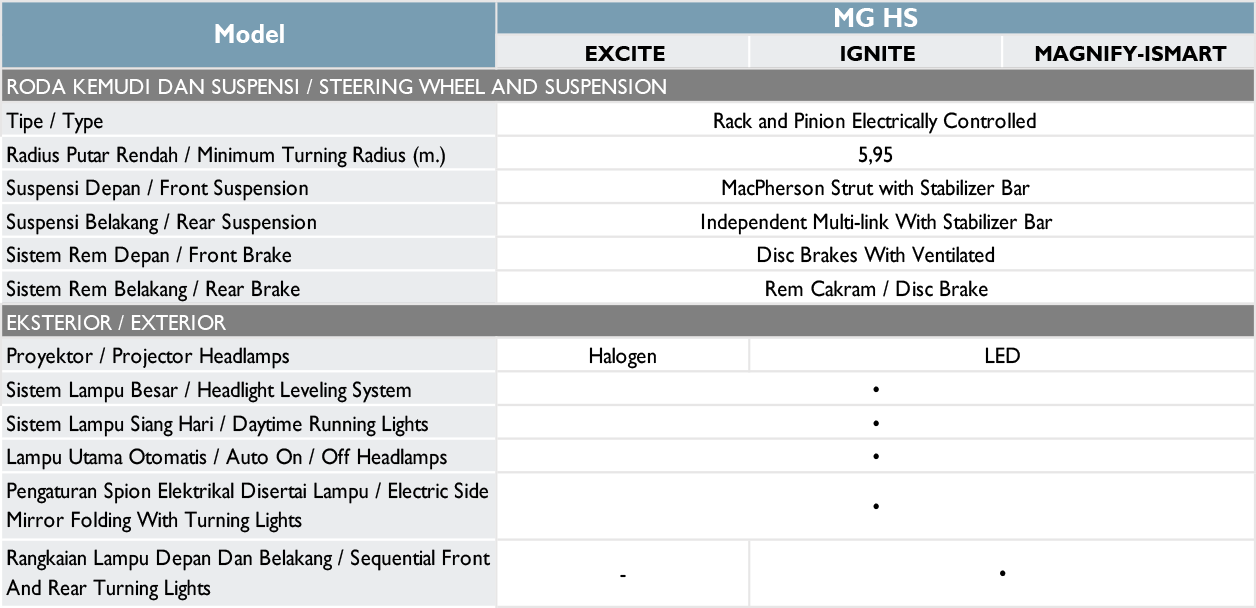 Model
MG HS
EXCITE
IGNITE
MAGNIFY-ISMART
RODA KEMUDI DAN SUSPENSI / STEERING WHEEL AND SUSPENSION
Tipe / Type
Rack and Pinion Electrically Controlled
Radius Putar Rendah / Minimum Turning Radius (m.)
5,95
Suspensi Depan / Front Suspension
MacPherson Strut with Stabilizer Bar
Suspensi Belakang / Rear Suspension
Independent Multi-link With Stabilizer Bar
Sistem Rem Depan / Front Brake
Disc Brakes With Ventilated
Sistem Rem Belakang / Rear Brake
Rem Cakram / Disc Brake
EKSTERIOR / EXTERIOR
Proyektor / Projector Headlamps
Halogen
LED
Sistem Lampu Besar / Headlight Leveling System
•
Sistem Lampu Siang Hari / Daytime Running Lights
•
Lampu Utama Otomatis / Auto On / Off Headlamps
•
Pengaturan Spion Elektrikal Disertai Lampu / Electric Side
Mirror Folding With Turning Lights
•
Rangkaian Lampu Depan Dan Belakang / Sequential Front
And Rear Turning Lights
-
•